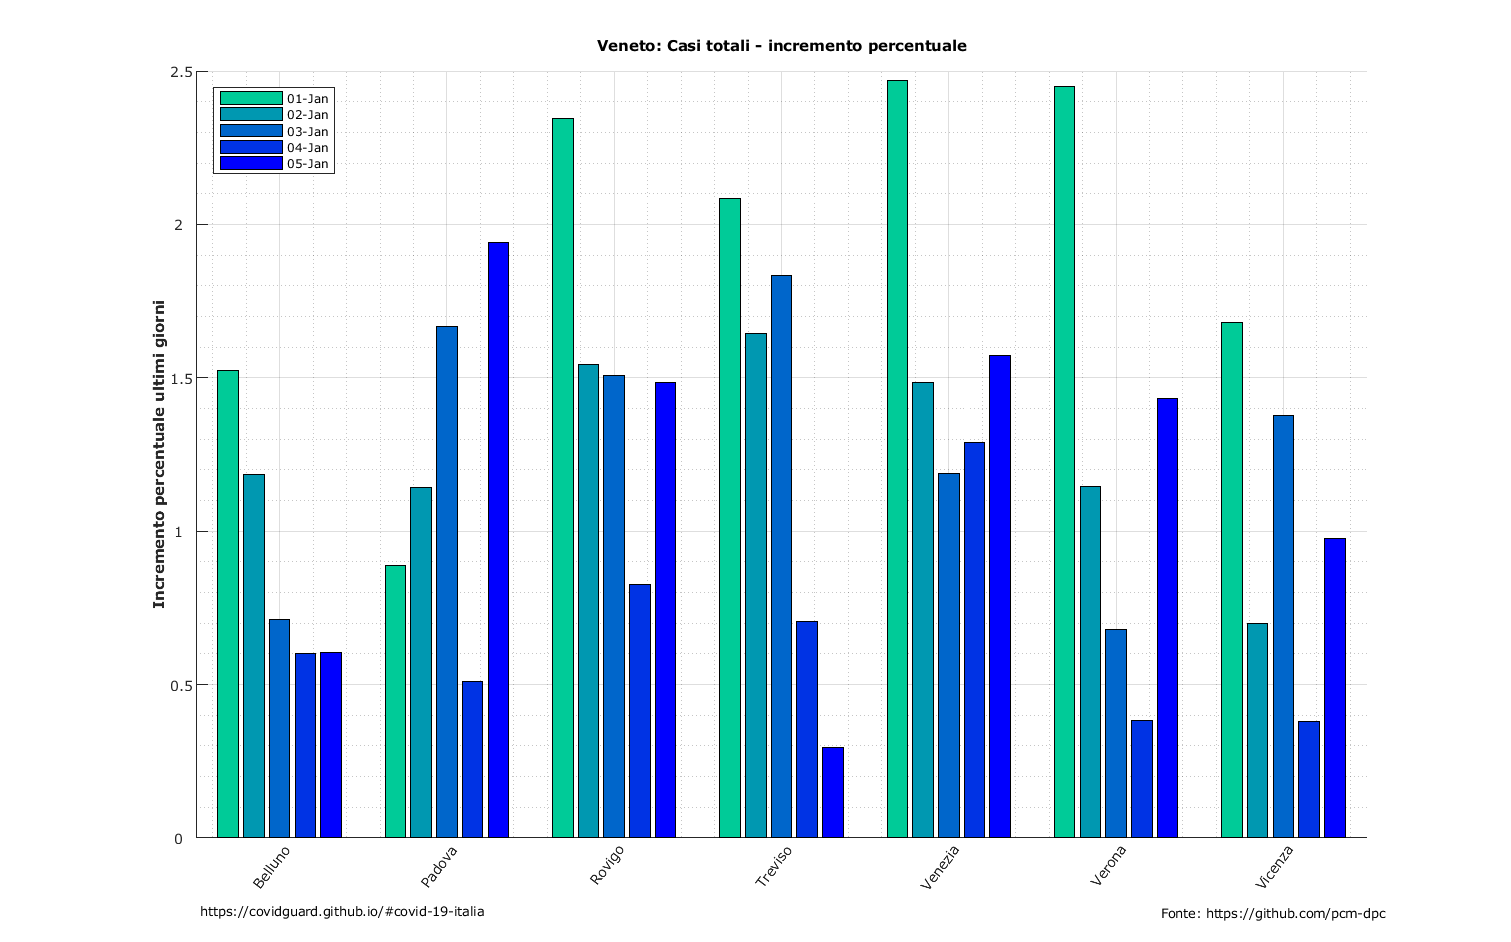 Veneto: Casi totali - incremento percentuale
2.5
2
1.5
1
0.5
0
Incremento percentuale ultimi giorni
01-Jan
02-Jan
03-Jan
04-Jan
05-Jan
Belluno
Padova
Rovigo
Treviso
Venezia
Verona
Vicenza
https://covidguard.github.io/#covid-19-italia
Fonte: https://github.com/pcm-dpc